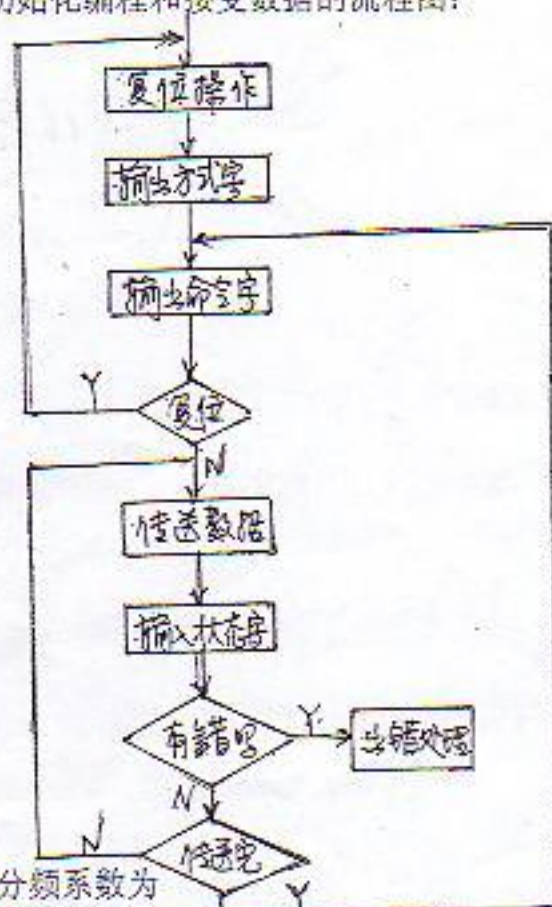 初始化编程和接受数据的流程图:
复位操作
输出方式字
输出命令字
Y
复位
N
传送数据
输入状态字
有错吗
Y
出错处理
N
传送完
N
Y
分频系数为